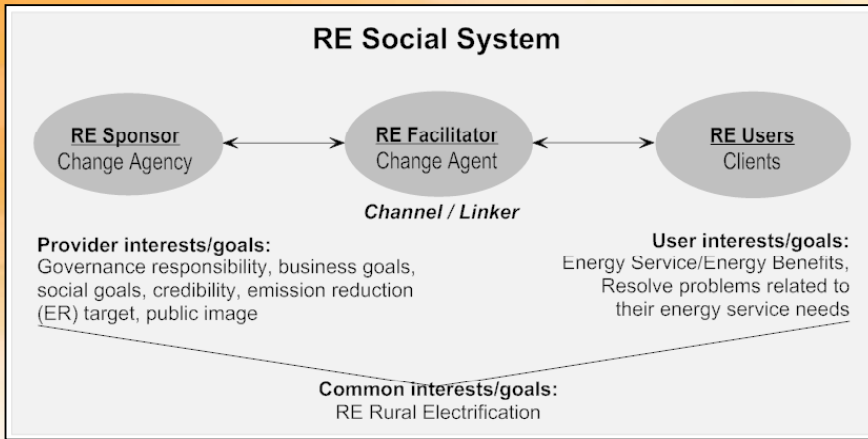 RE Social System
RE Sponsor
Change Agency
RE Facilitator
Change Agent
RE Users
Clients
Channel / Linker
Provider interests/goals:
Governance responsibility, business goals,
social goals, credibility, emission reduction
(ER) target, public image
User interests/goals:
Energy Service/Energy Benefits,
Resolve problems related to
their energy service needs
Common interests/goals:
RE Rural Electrification